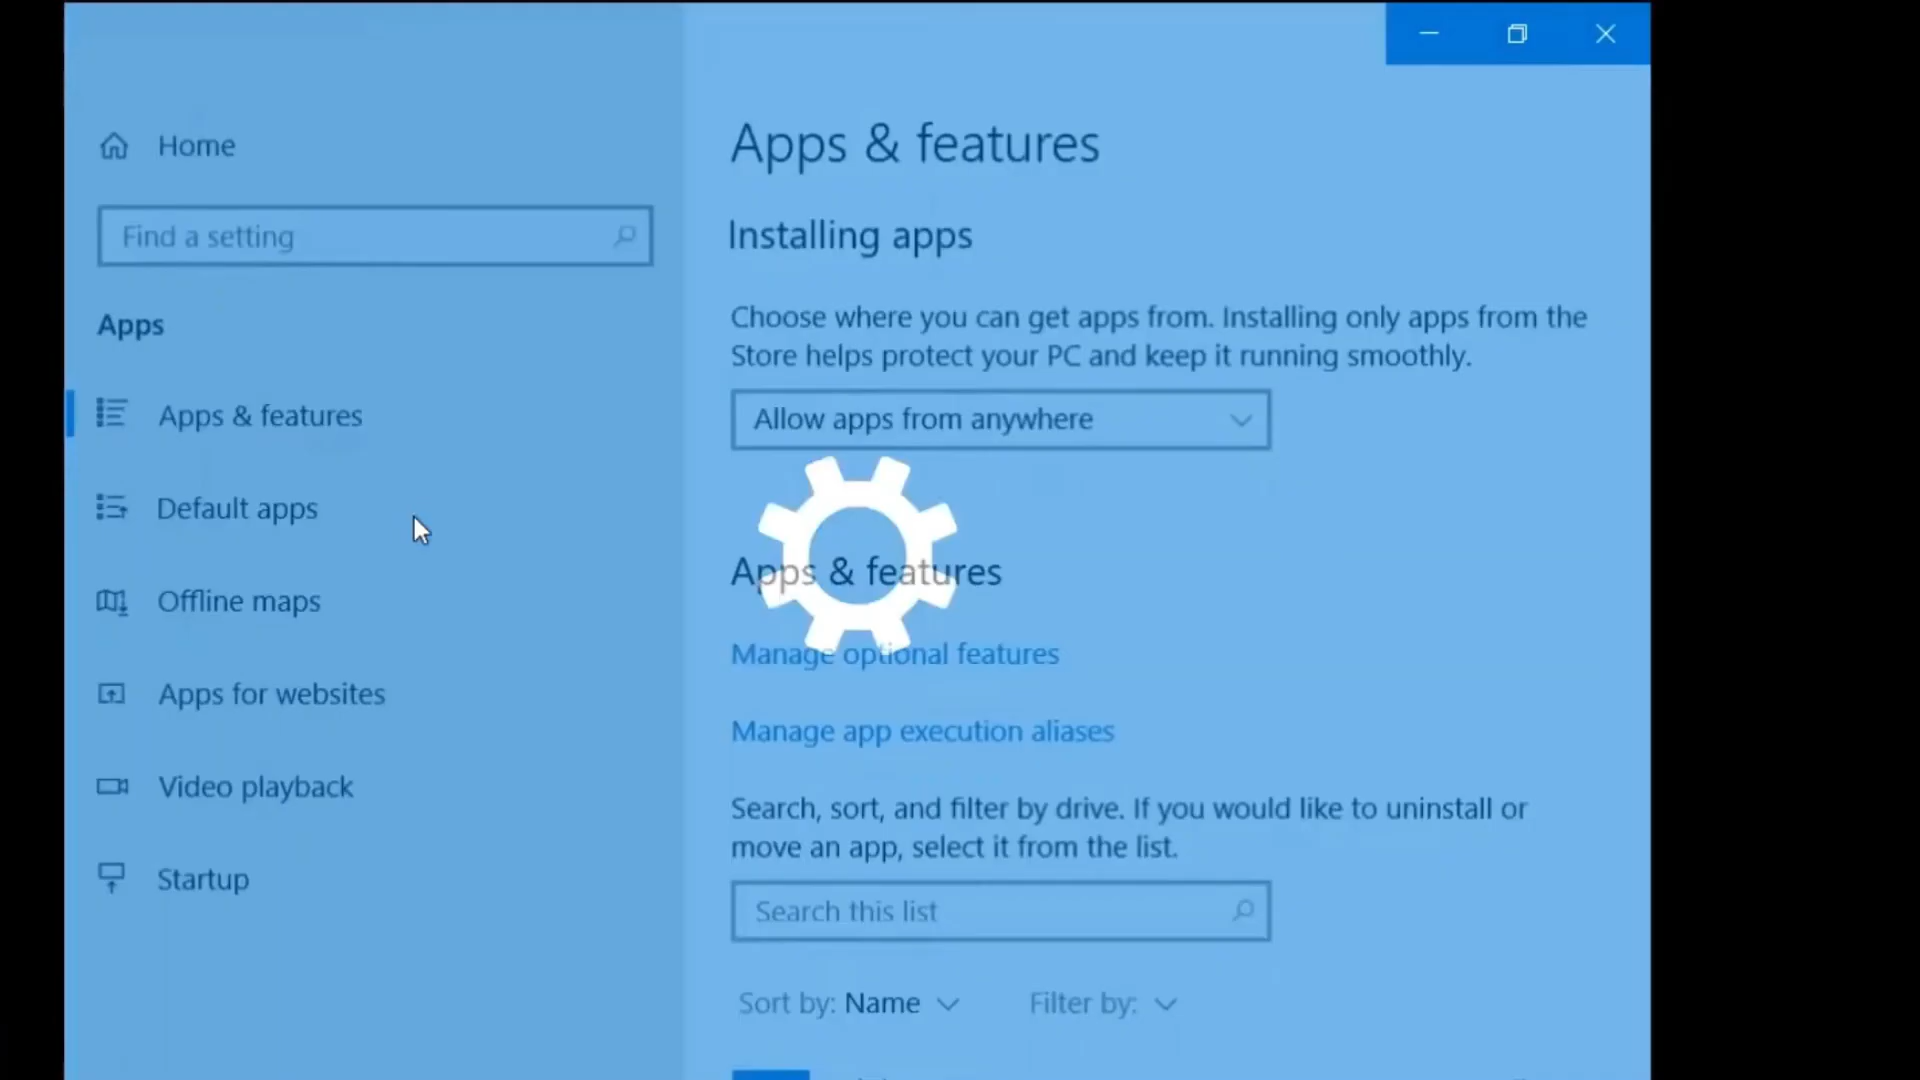 Home
Find a setting
Apps
Apps & features
Default apps
Offline maps
Apps for websites
Video playback
Startup
Apps & features
Installing apps
Choose where you can get apps from. Installing only apps from the
Store helps protect your PC and keep it running smoothly.
Allow apps from anywhere
Apps & features
Manage optional features
Manage app execution aliases
Search, sort, and filter by drive. If you would like to uninstall or
move an app, select it from the list.
Search this list
Sort by: Name
Filter by: